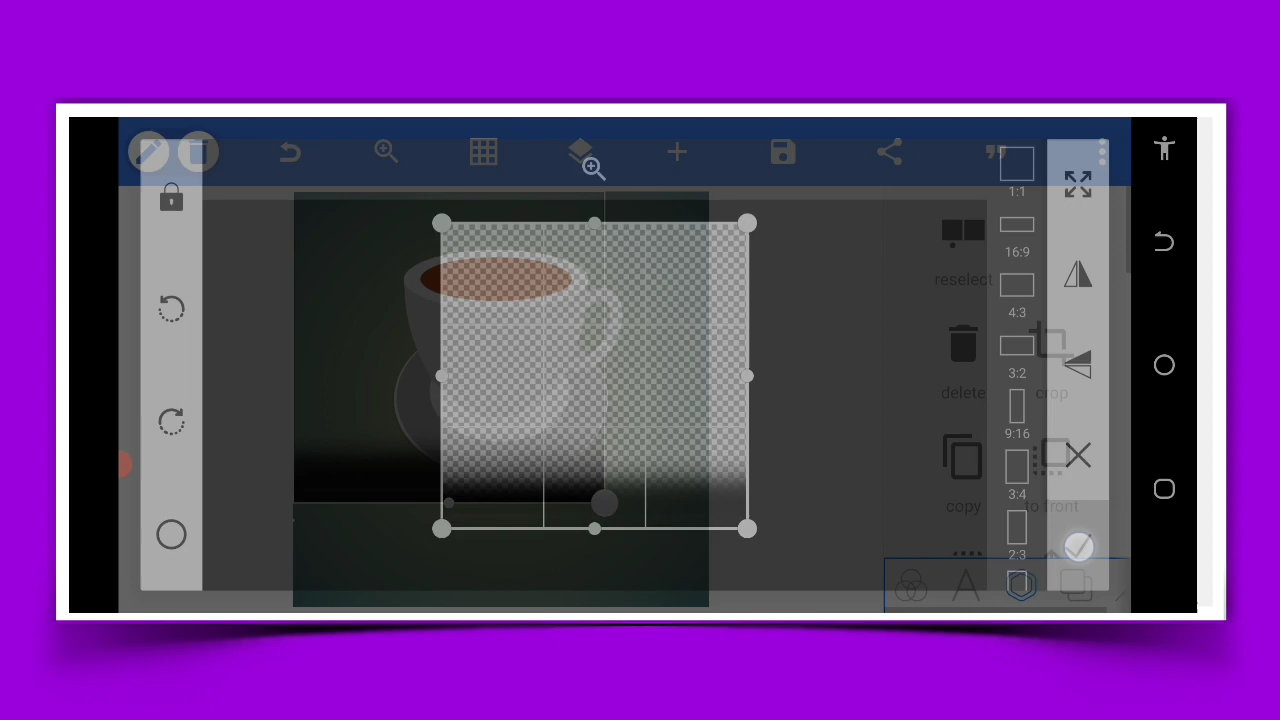 1:1
16:9
reselect
4:3
3:2
delete
crop
9:16
3:4
copy
to front
2:3
A